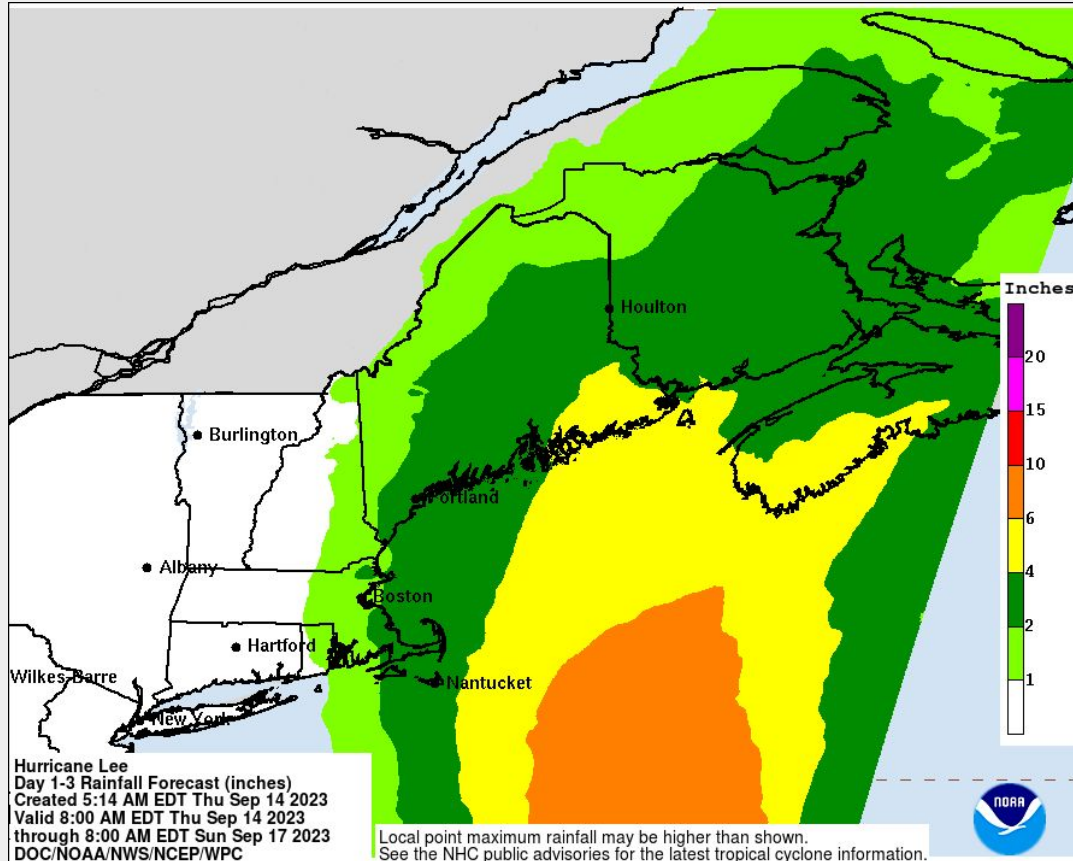 Houlton
Inches
20
15
10
6
4
2
1
Burlington
Portland
Albany
Boston
Hartford
Wilkes-Barre
Nantucket
New York
Hurricane Lee
Day 1-3 Rainfall Forecast (inches)
Created 5:14 AM EDT Thu Sep 14 2023
Valid 8:00 AM EDT Thu Sep 14 2023
through 8:00 AM EDT Sun Sep 17 2023
DOC/NOAA/NWS/NCEP/WPC
Local point maximum rainfall may be higher than shown.
See the NHC public advisories for the latest tropical cyclone information.
NOAA